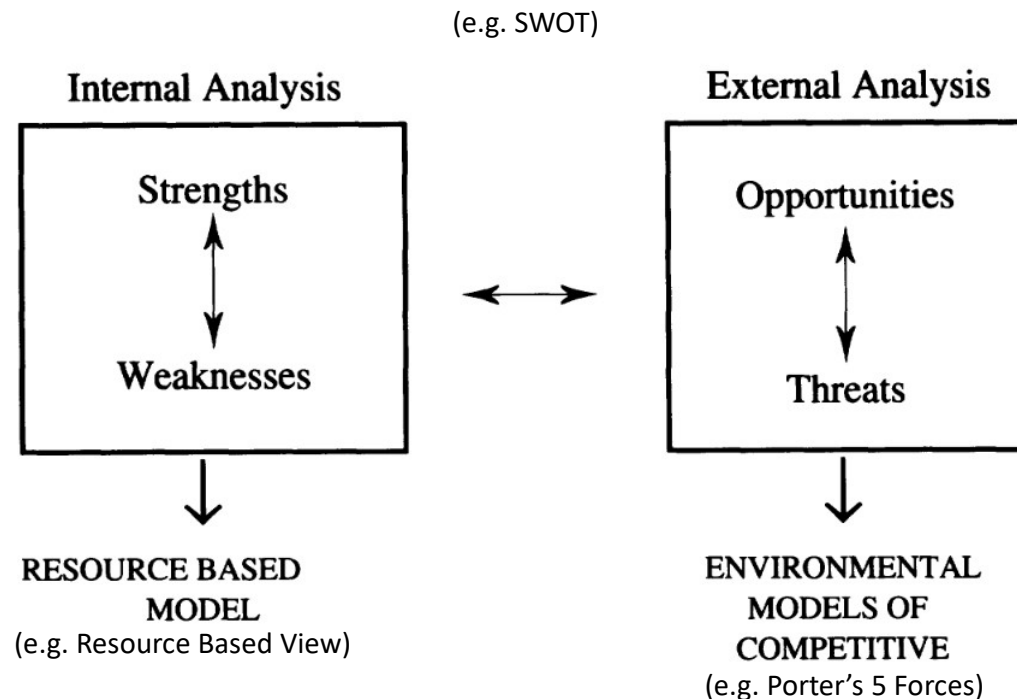 (e.g. SWOT)
Internal Analysis
Strengths
Weaknesses
RESOURCE BASED
MODEL
(e.g. Resource Based View)
External Analysis
Opportunities
Threats
ENVIRONMENTAL
MODELS OF
COMPETITIVE
(e.g. Porter's 5 Forces)